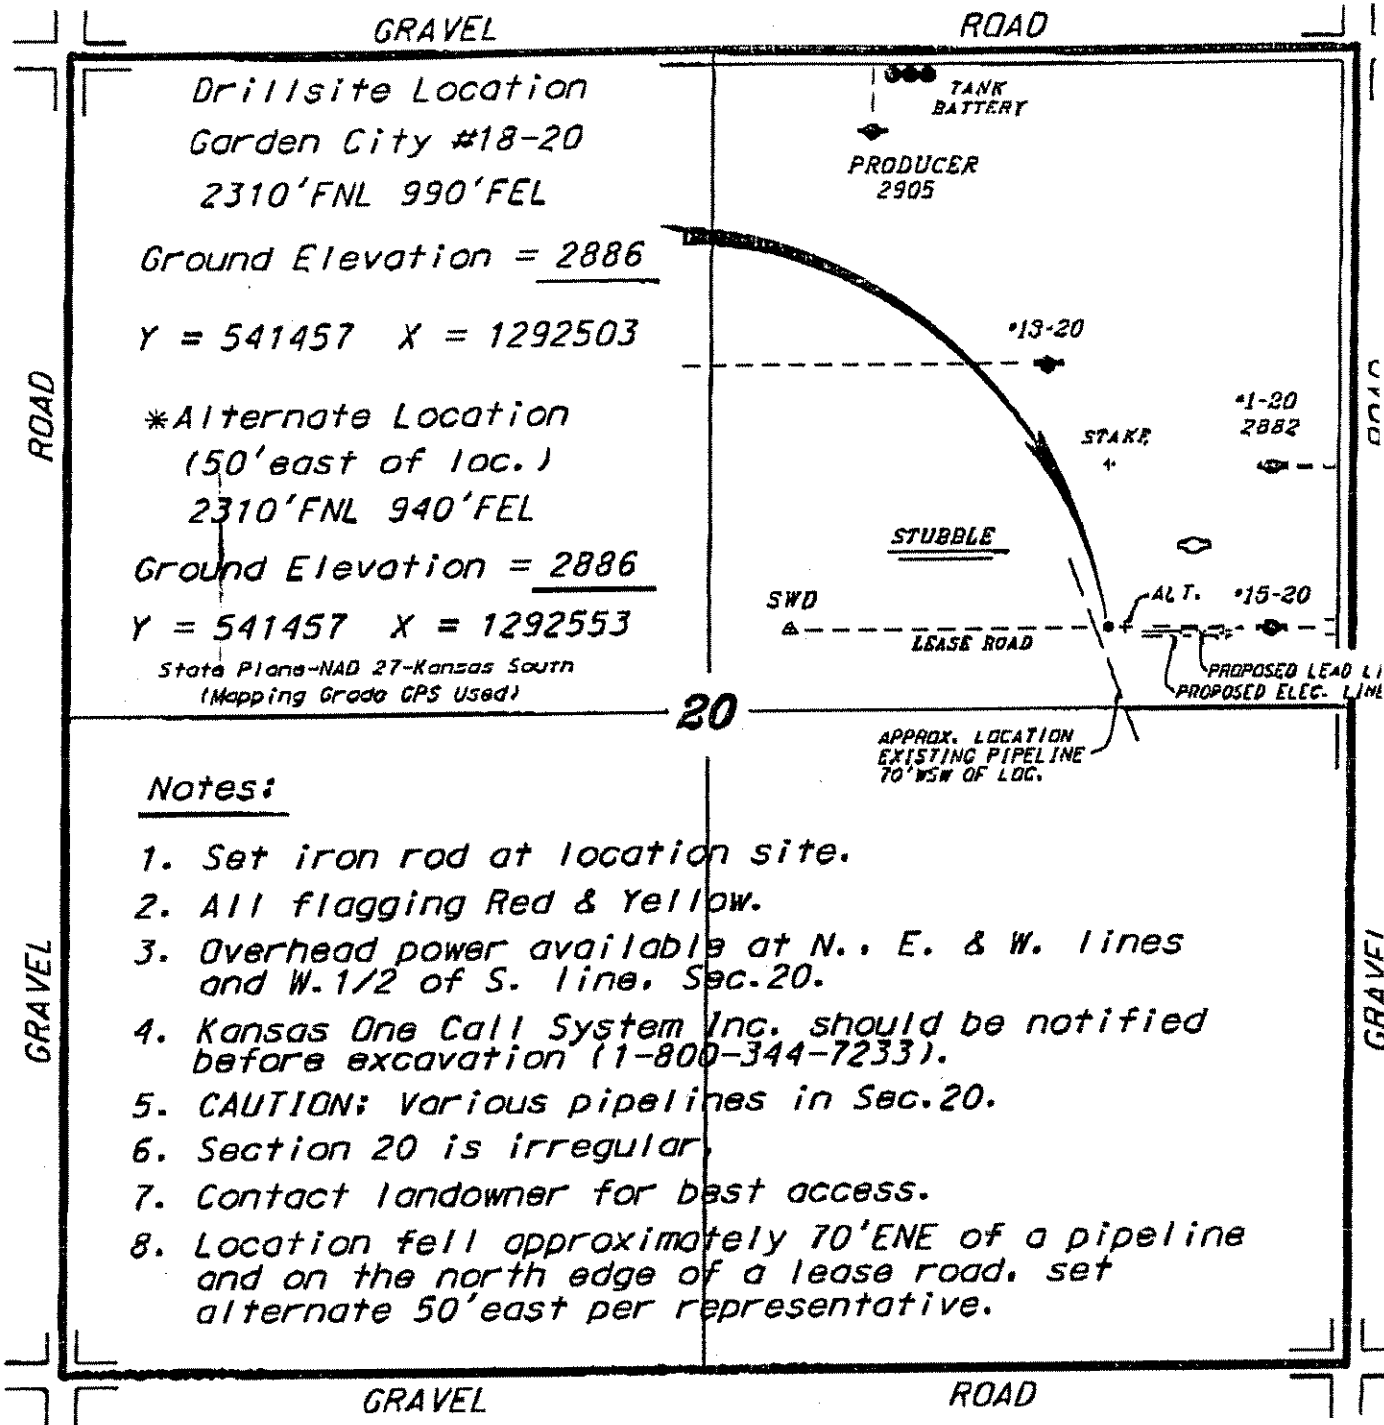 GRAVEL
ROAD
Drillsite Location
Garden City #18-20
2310'FNL 990'FEL
Ground Elevation = 2886
Y = 541457 X = 1292503
*Alternate Location
(50'east of loc.)
2310'FNL 940'FEL
Ground Elevation = 2886
Y = 541457 X = 1292553
State Plane-NAD 27-Kansas South
(Mapping Grade GPS Used)
TANK
BATTERY
PRODUCER
2905
•13-20
•1-20
2882
STAKE
STUBBLE
SWD
LEASE ROAD
ALT.
•15-20
PROPOSED LEAD LI
PROPOSED ELEC. LINE
20
APPROX. LOCATION
EXISTING PIPELINE
70'WSW OF LOC.
ROAD
GRAVEL
GRAVEL
Notes:
1. Set iron rod at location site.
2. All flagging Red & Yellow.
3. Overhead power available at N., E. & W. lines
and W.1/2 of S. line. Sec.20.
4. Kansas One Call System Inc. should be notified
before excavation (1-800-344-7233).
5. CAUTION: Various pipelines in Sec.20.
6. Section 20 is irregular.
7. Contact landowner for best access.
8. Location fell approximately 70'ENE of a pipeline
and on the north edge of a lease road. set
alternate 50'east per representative.
GRAVEL
ROAD